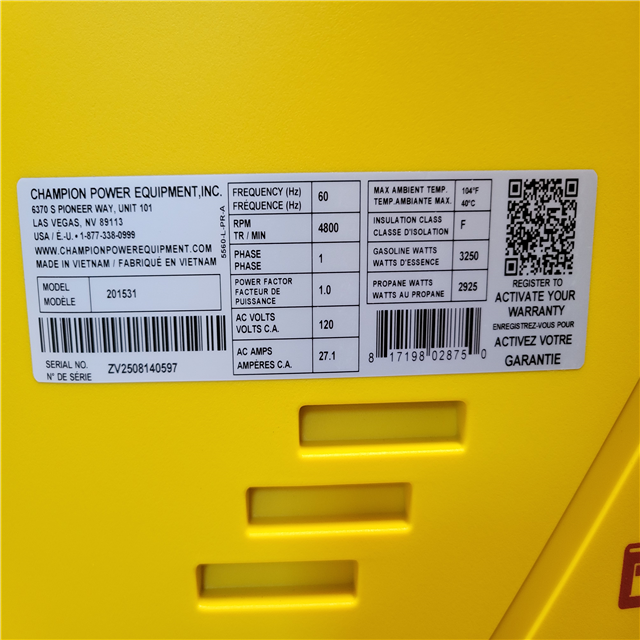 CHAMPION POWER EQUIPMENT, INC.
6370 S PIONEER WAY, UNIT 101
LAS VEGAS, NV 89113
USA / É.-U. • 1-877-338-0999
WWW.CHAMPIONPOWEREQUIPMENT.COM
MADE IN VIETNAM / FABRIQUÉ EN VIETNAM
MODEL
MODÈLE
201531
SERIAL NO.
N° DE SÉRIE
ZV2508140597
5560-L-PR-A
FREQUENCY (Hz)
FRÉQUENCE (Hz)
60
RPM
TR / MIN
4800
PHASE
PHASE
1
POWER FACTOR
FACTEUR DE
PUISSANCE
1.0
AC VOLTS
VOLTS C.A.
120
AC AMPS
AMPÈRES C.A.
27.1
MAX AMBIENT TEMP.
TEMP. AMBIANTE MAX.
104°F
40°C
INSULATION CLASS
CLASSE D'ISOLATION
F
GASOLINE WATTS
WATTS D'ESSENCE
3250
PROPANE WATTS
WATTS AU PROPANE
2925
8 17198 02875 0
REGISTER TO
ACTIVATE YOUR
WARRANTY
ENREGISTREZ-VOUS POUR
ACTIVEZ VOTRE
GARANTIE